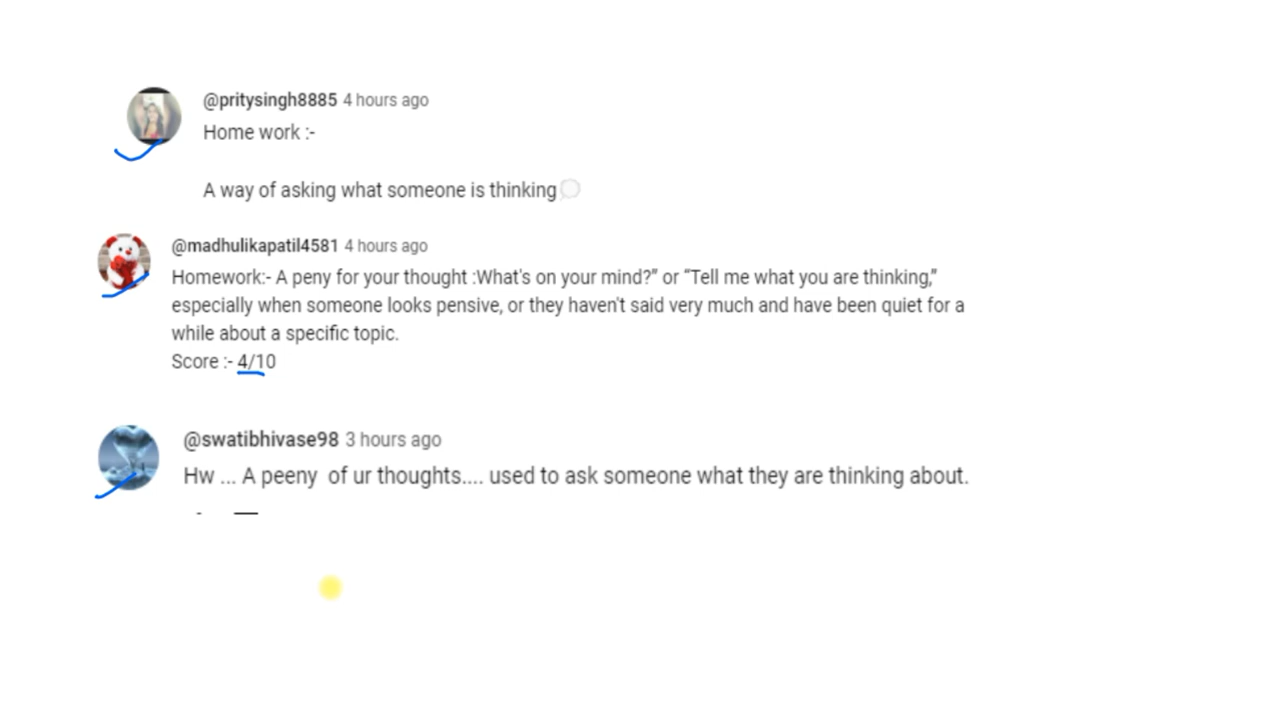 @pritysingh8885 4 hours ago
Home work :-
A way of asking what someone is thinking💭
@madhulikapatil4581 4 hours ago
Homework:- A peny for your thought :What's on your mind?” or “Tell me what you are thinking,”
especially when someone looks pensive, or they haven't said very much and have been quiet for a
while about a specific topic.
Score :- 4/10
@swatibhivase98 3 hours ago
Hw ... A peeny of ur thoughts.... used to ask someone what they are thinking about.